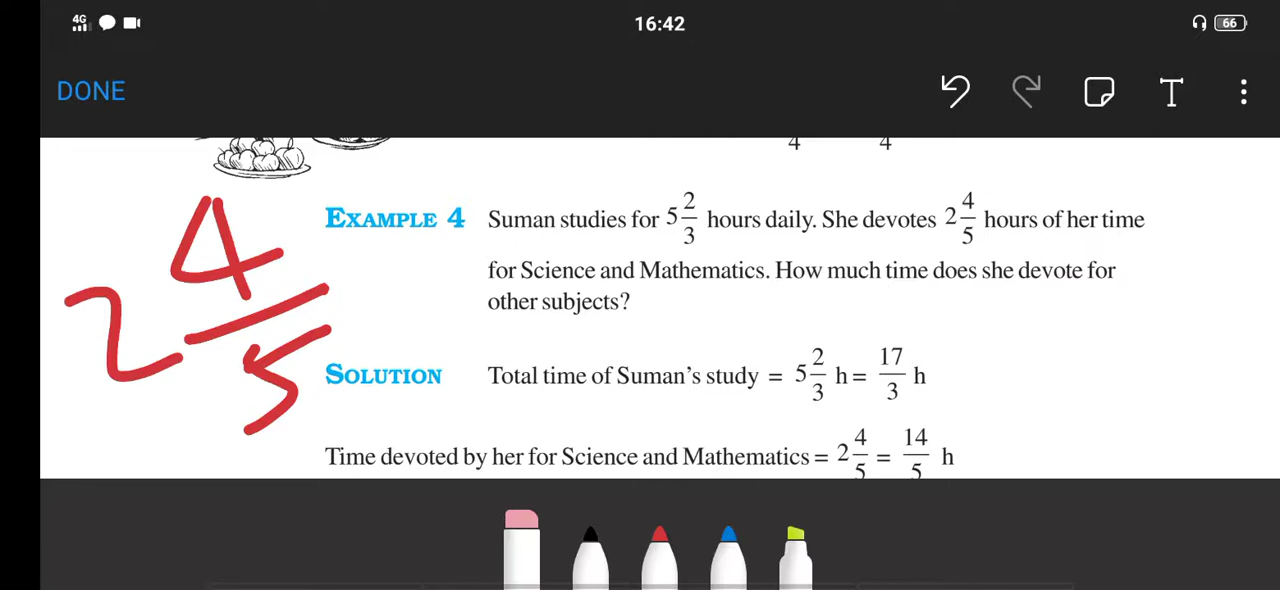 4G 16:42 66
DONE T
4 4
EXAMPLE 4 Suman studies for 5 2/3 hours daily. She devotes 2 4/5 hours of her time
for Science and Mathematics. How much time does she devote for
other subjects?
2 4/5
SOLUTION Total time of Suman's study = 5 2/3 h = 17/3 h
Time devoted by her for Science and Mathematics = 2 4/5 = 14/5 h